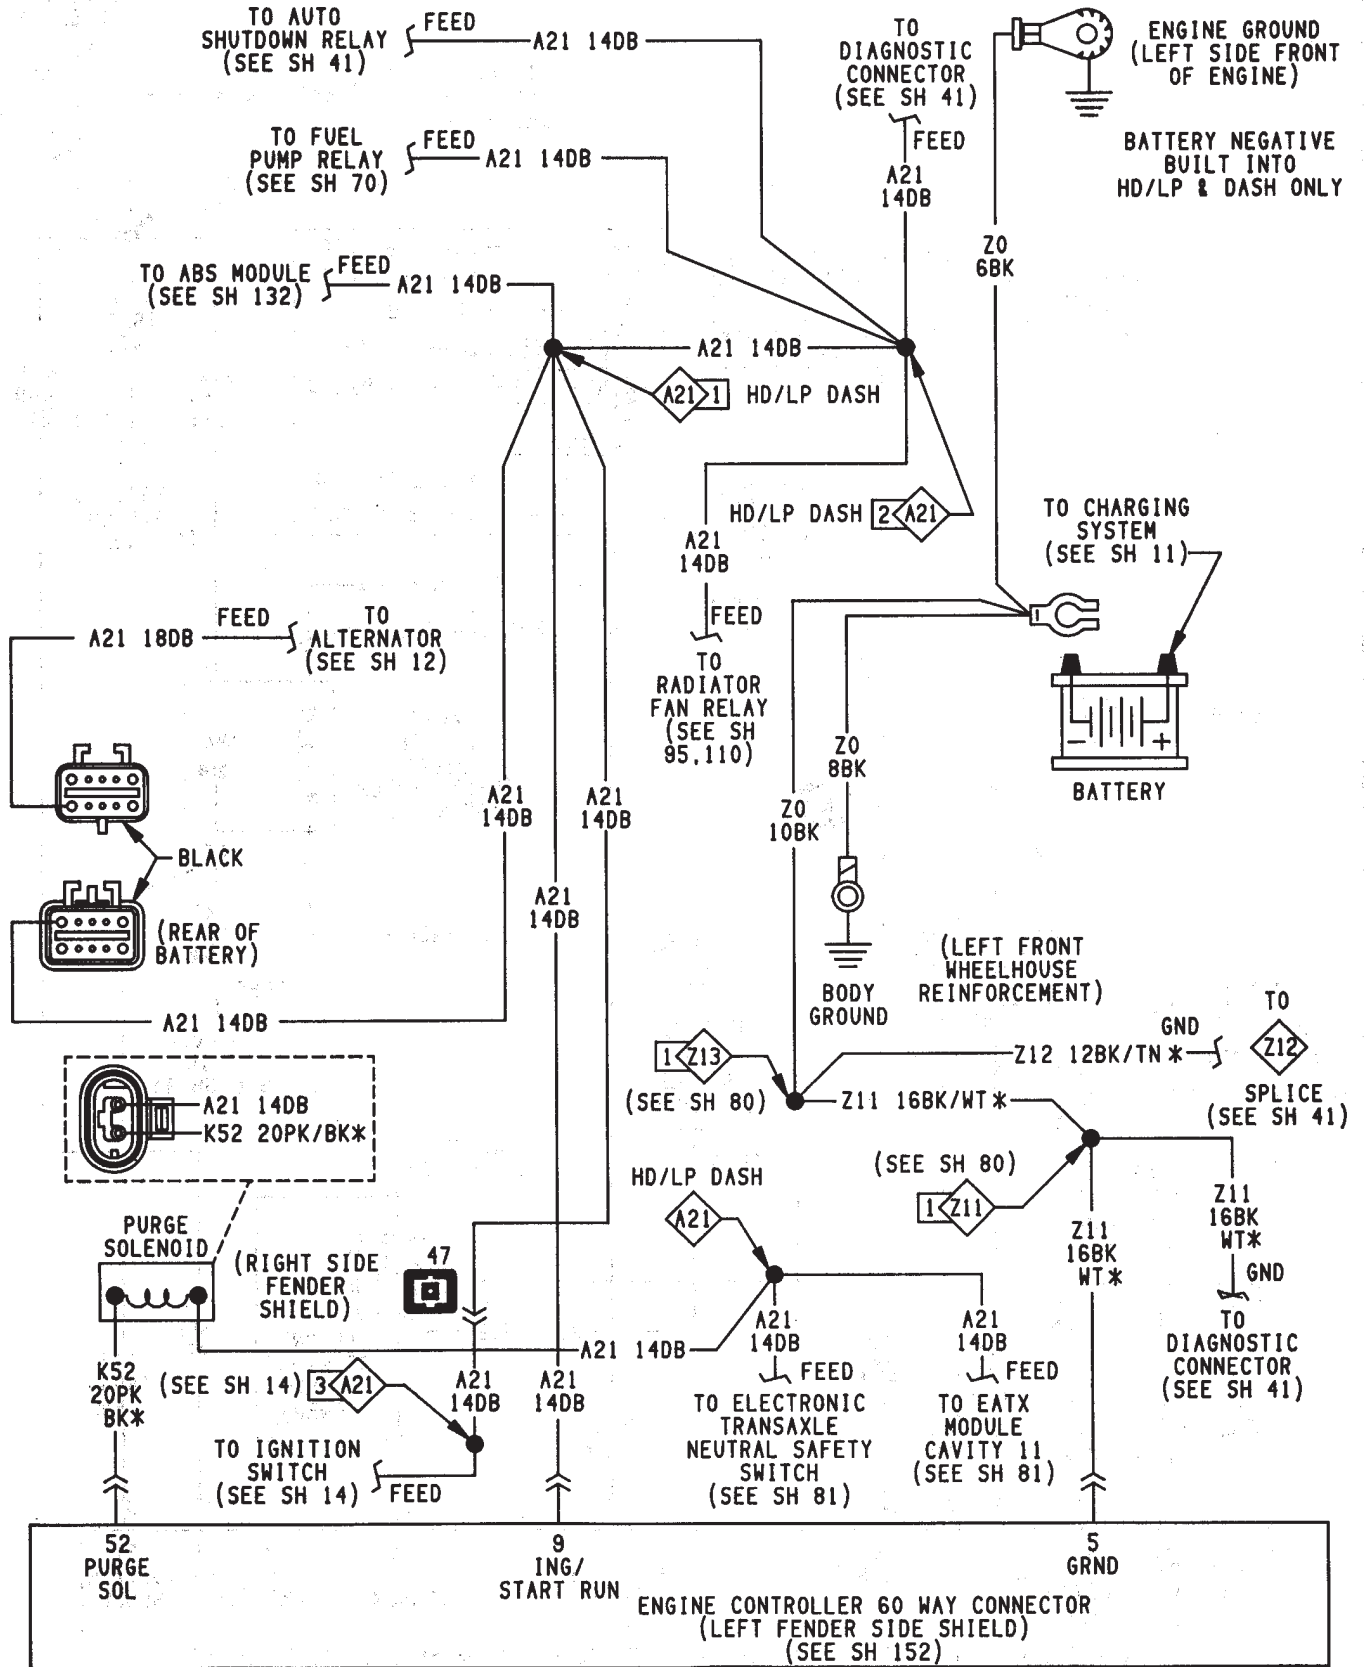 TO AUTO
SHUTDOWN RELAY
(SEE SH 41)
FEED
A21 14DB
TO
DIAGNOSTIC
CONNECTOR
(SEE SH 41)
FEED
A21
14DB
ENGINE GROUND
(LEFT SIDE FRONT
OF ENGINE)
BATTERY NEGATIVE
BUILT INTO
HD/LP & DASH ONLY
TO FUEL
PUMP RELAY
(SEE SH 70)
FEED
A21 14DB
Z0
6BK
TO ABS MODULE
(SEE SH 132)
FEED
A21 14DB
A21 14DB
A21 1 HD/LP DASH
HD/LP DASH 2 A21
A21
14DB
FEED
TO
RADIATOR
FAN RELAY
(SEE SH
95,110)
TO CHARGING
SYSTEM
(SEE SH 11)
A21 18DB
FEED
TO
ALTERNATOR
(SEE SH 12)
- +
BATTERY
Z0
8BK
Z0
10BK
A21
14DB
A21
14DB
A21
14DB
BLACK
(REAR OF
BATTERY)
A21 14DB
BODY
GROUND
(LEFT FRONT
WHEELHOUSE
REINFORCEMENT)
1 Z13
(SEE SH 80)
Z12 12BK/TN*
GND
TO
Z12
SPLICE
(SEE SH 41)
Z11 16BK/WT*
A21 14DB
K52 20PK/BK*
(SEE SH 80)
1 Z11
HD/LP DASH
A21
Z11
16BK
WT*
Z11
16BK
WT*
GND
TO
DIAGNOSTIC
CONNECTOR
(SEE SH 41)
PURGE
SOLENOID
(RIGHT SIDE
FENDER
SHIELD)
47
A21 14DB
A21
14DB
FEED
A21
14DB
FEED
K52
20PK
BK*
(SEE SH 14) 3 A21
A21
14DB
A21
14DB
TO IGNITION
SWITCH
(SEE SH 14)
FEED
TO ELECTRONIC
TRANSAXLE
NEUTRAL SAFETY
SWITCH
(SEE SH 81)
TO EATX
MODULE
CAVITY 11
(SEE SH 81)
52
PURGE
SOL
9
ING/
START RUN
5
GRND
ENGINE CONTROLLER 60 WAY CONNECTOR
(LEFT FENDER SIDE SHIELD)
(SEE SH 152)